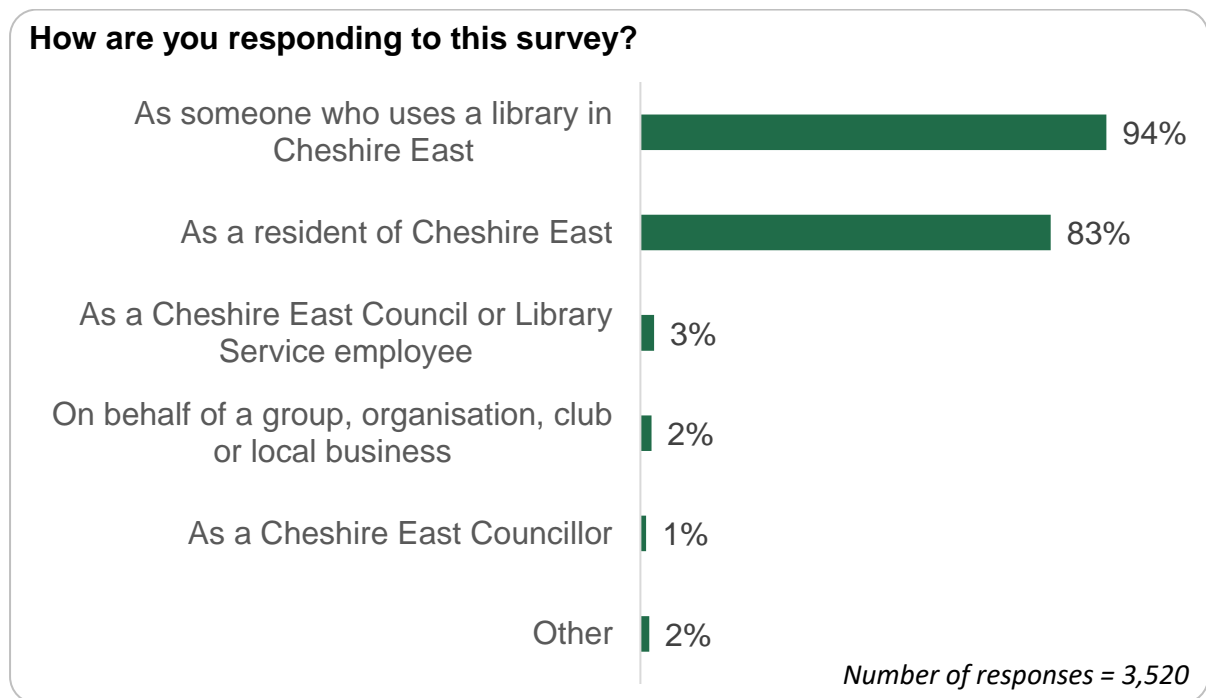 How are you responding to this survey?
As someone who uses a library in
Cheshire East
94%
As a resident of Cheshire East
83%
As a Cheshire East Council or Library
Service employee
3%
On behalf of a group, organisation, club
or local business
2%
As a Cheshire East Councillor
1%
Other
2%
Number of responses = 3,520